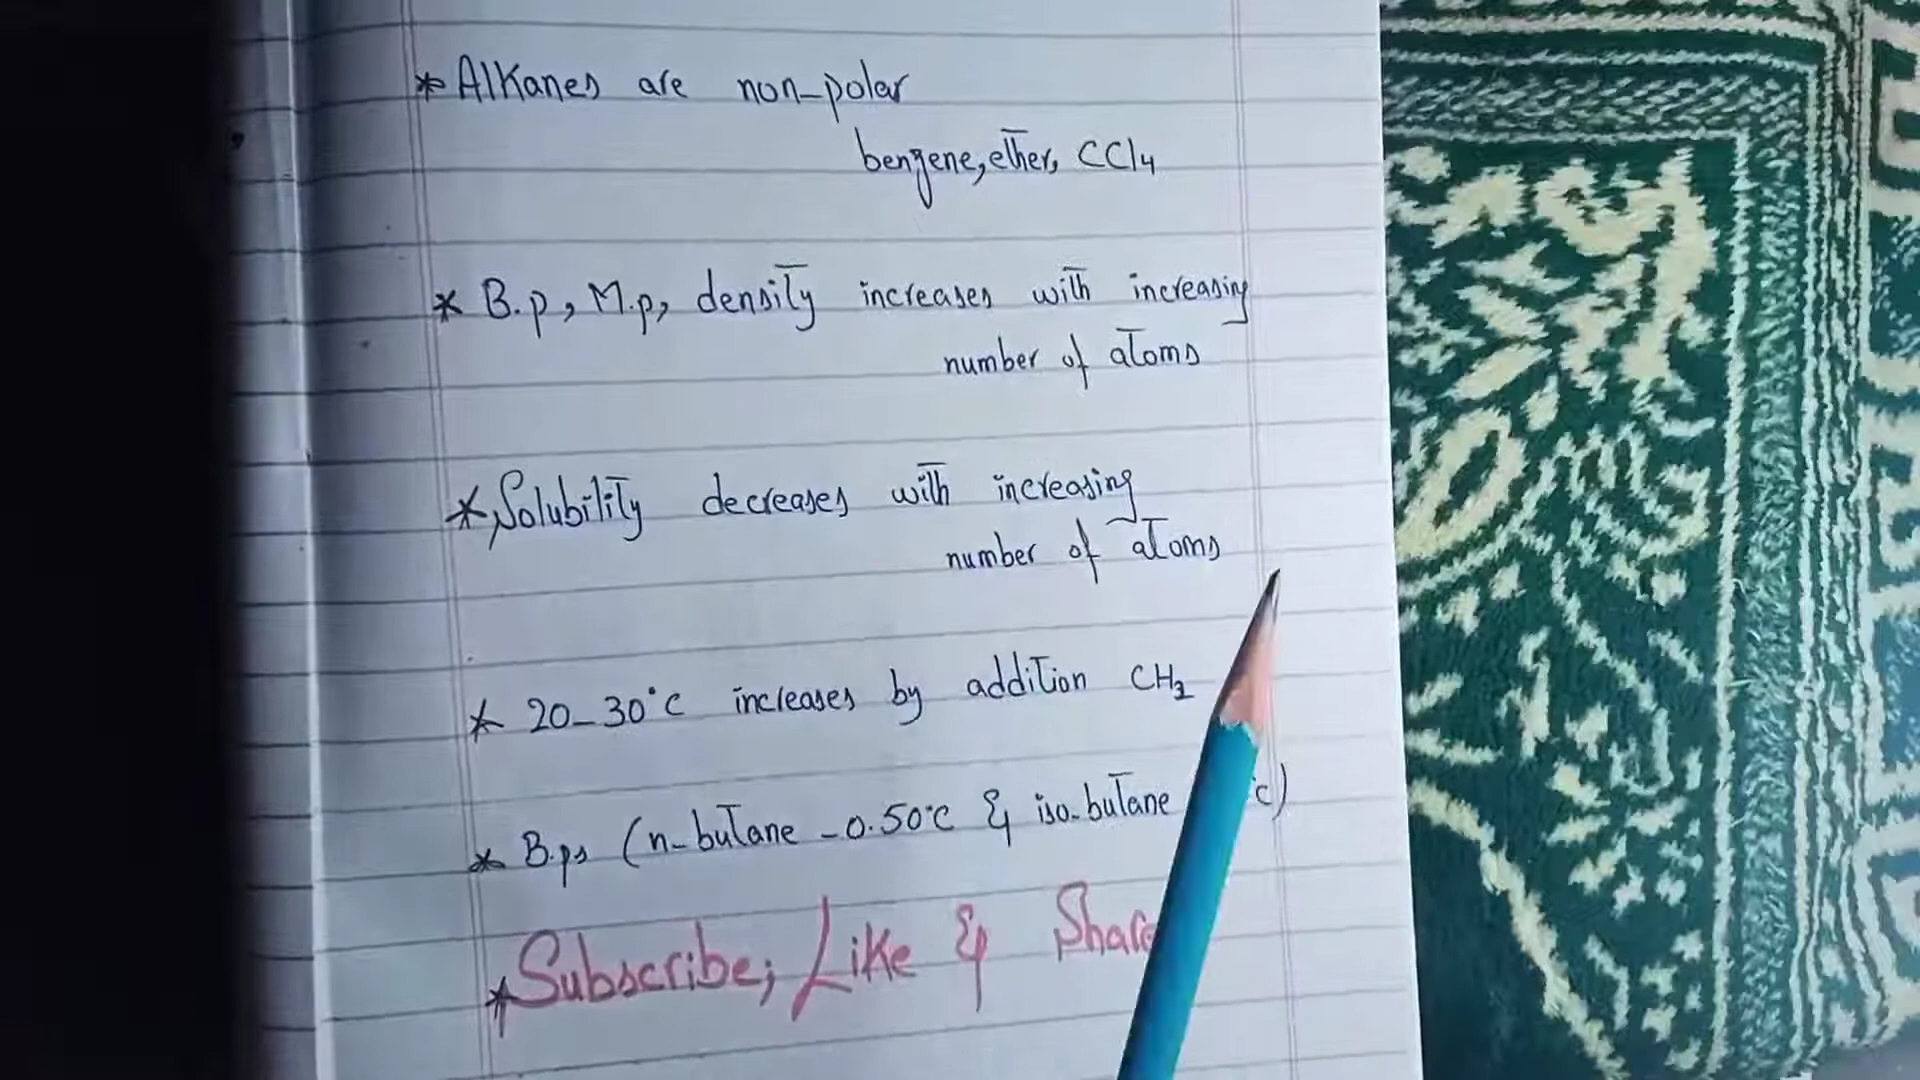 * Alkanes are non-polar
benzene, ether, CCl4
* B.p, M.p, density increases with increasing
number of atoms
* Solubility decreases with increasing
number of atoms
* 20-30°C increases by addition CH2
* B.ps (n-butane -0.50°C & iso-butane °C)
* Subscribe; Like & Share